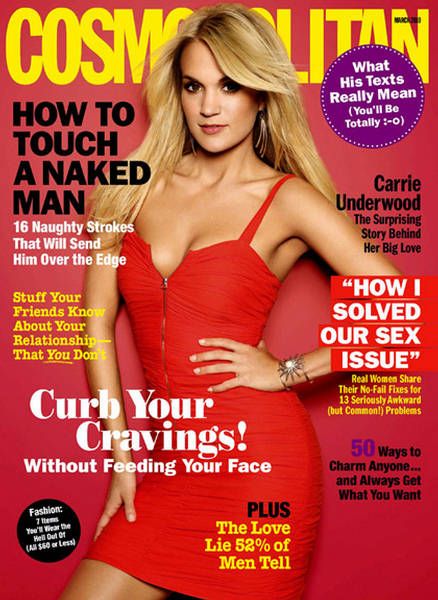 COSMOPOLITAN
MARCH 2010
What
His Texts
Really Mean
(You'll Be
Totally :-o)
HOW TO
TOUCH
A NAKED
MAN
16 Naughty Strokes
That Will Send
Him Over the Edge
Carrie
Underwood
The Surprising
Story Behind
Her Big Love
Stuff Your
Friends Know
About Your
Relationship—
That You Don't
"HOW I
SOLVED
OUR SEX
ISSUE"
Real Women Share
Their No-Fail Fixes for
13 Seriously Awkward
(but Common!) Problems
Curb Your
Cravings!
Without Feeding Your Face
50 Ways to
Charm Anyone...
and Always Get
What You Want
Fashion:
7 Items
You'll Wear the
Hell Out Of
(All $60 or Less)
PLUS
The Love
Lie 52% of
Men Tell